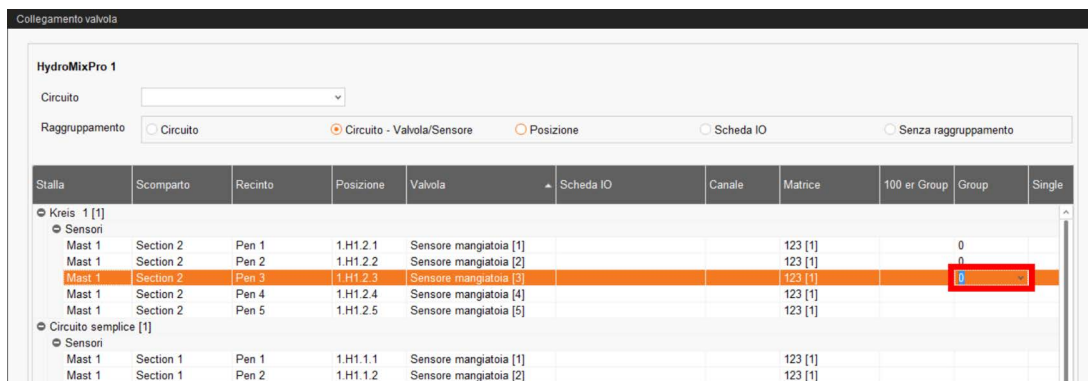 Collegamento valvola
HydroMixPro 1
Circuito
Raggruppamento Circuito Circuito - Valvola/Sensore Posizione Scheda IO Senza raggruppamento
Stalla Scomparto Recinto Posizione Valvola Scheda IO Canale Matrice 100 er Group Group Single
Kreis 1 [1]
Sensori
Mast 1 Section 2 Pen 1 1.H1.2.1 Sensore mangiatoia [1] 123 [1] 0
Mast 1 Section 2 Pen 2 1.H1.2.2 Sensore mangiatoia [2] 123 [1] 0
Mast 1 Section 2 Pen 3 1.H1.2.3 Sensore mangiatoia [3] 123 [1] 0
Mast 1 Section 2 Pen 4 1.H1.2.4 Sensore mangiatoia [4] 123 [1]
Mast 1 Section 2 Pen 5 1.H1.2.5 Sensore mangiatoia [5] 123 [1]
Circuito semplice [1]
Sensori
Mast 1 Section 1 Pen 1 1.H1.1.1 Sensore mangiatoia [1] 123 [1]
Mast 1 Section 1 Pen 2 1.H1.1.2 Sensore mangiatoia [2] 123 [1]